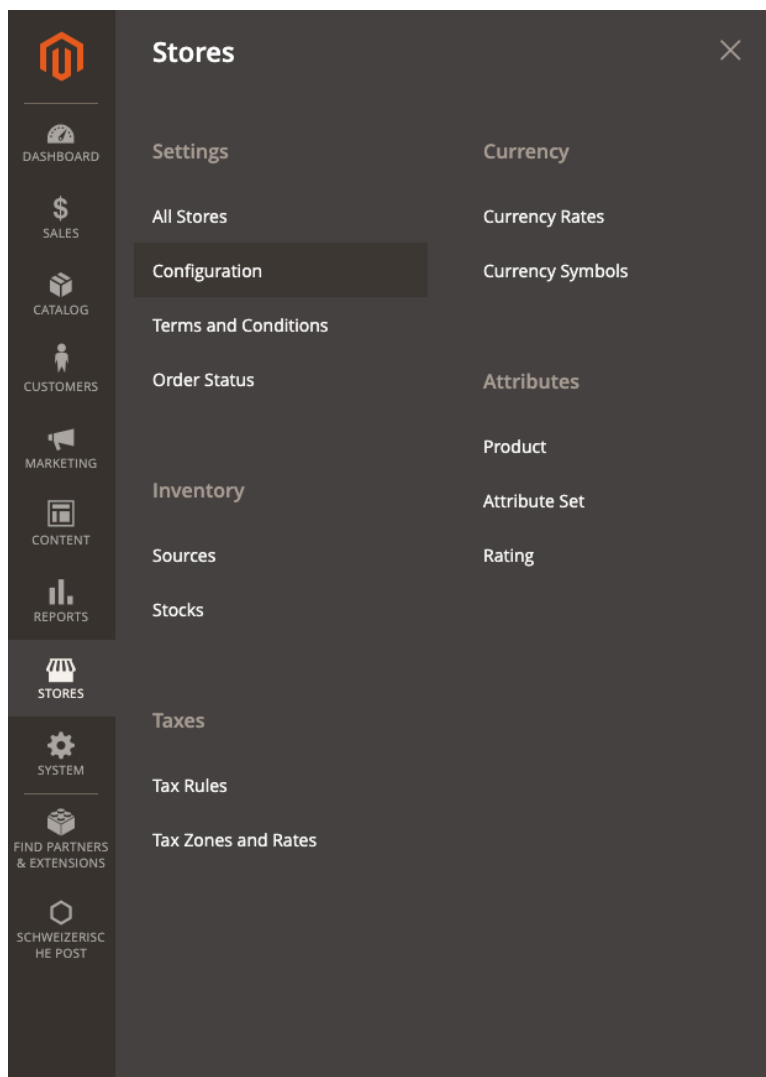 Stores
DASHBOARD
SALES
CATALOG
CUSTOMERS
MARKETING
CONTENT
REPORTS
STORES
SYSTEM
FIND PARTNERS
& EXTENSIONS
SCHWEIZERISC
HE POST
Settings
All Stores
Configuration
Terms and Conditions
Order Status
Inventory
Sources
Stocks
Taxes
Tax Rules
Tax Zones and Rates
Currency
Currency Rates
Currency Symbols
Attributes
Product
Attribute Set
Rating